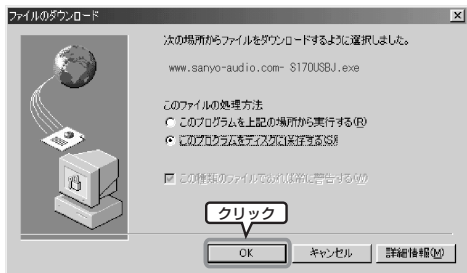 ファイルのダウンロード
次の場所からファイルをダウンロードするように選択しました。
www.sanyo-audio.com- S170USBJ.exe
このファイルの処理方法
このプログラムを上記の場所から実行する(R)
このプログラムをディスクに保存する(S)
この種類のファイルであれば常に警告する(W)
クリック
OK
キャンセル
詳細情報(M)